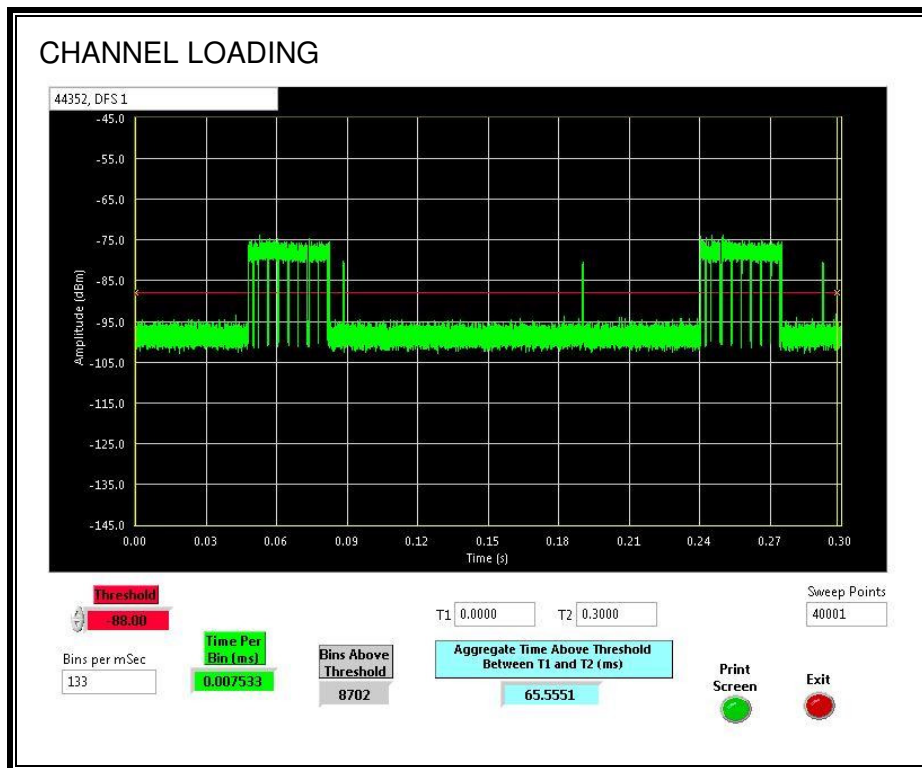 CHANNEL LOADING
44352, DFS 1
-45.0
-55.0
-65.0
-75.0
-85.0
-95.0
-105.0
-115.0
-125.0
-135.0
-145.0
Amplitude (dBm)
0.00 0.03 0.06 0.09 0.12 0.15 0.18 0.21 0.24 0.27 0.30
Time (s)
Threshold
-88.00
Bins per mSec
133
Time Per
Bin (ms)
0.007533
Bins Above
Threshold
8702
T1 0.0000 T2 0.3000
Aggregate Time Above Threshold
Between T1 and T2 (ms)
65.5551
Sweep Points
40001
Print
Screen
Exit